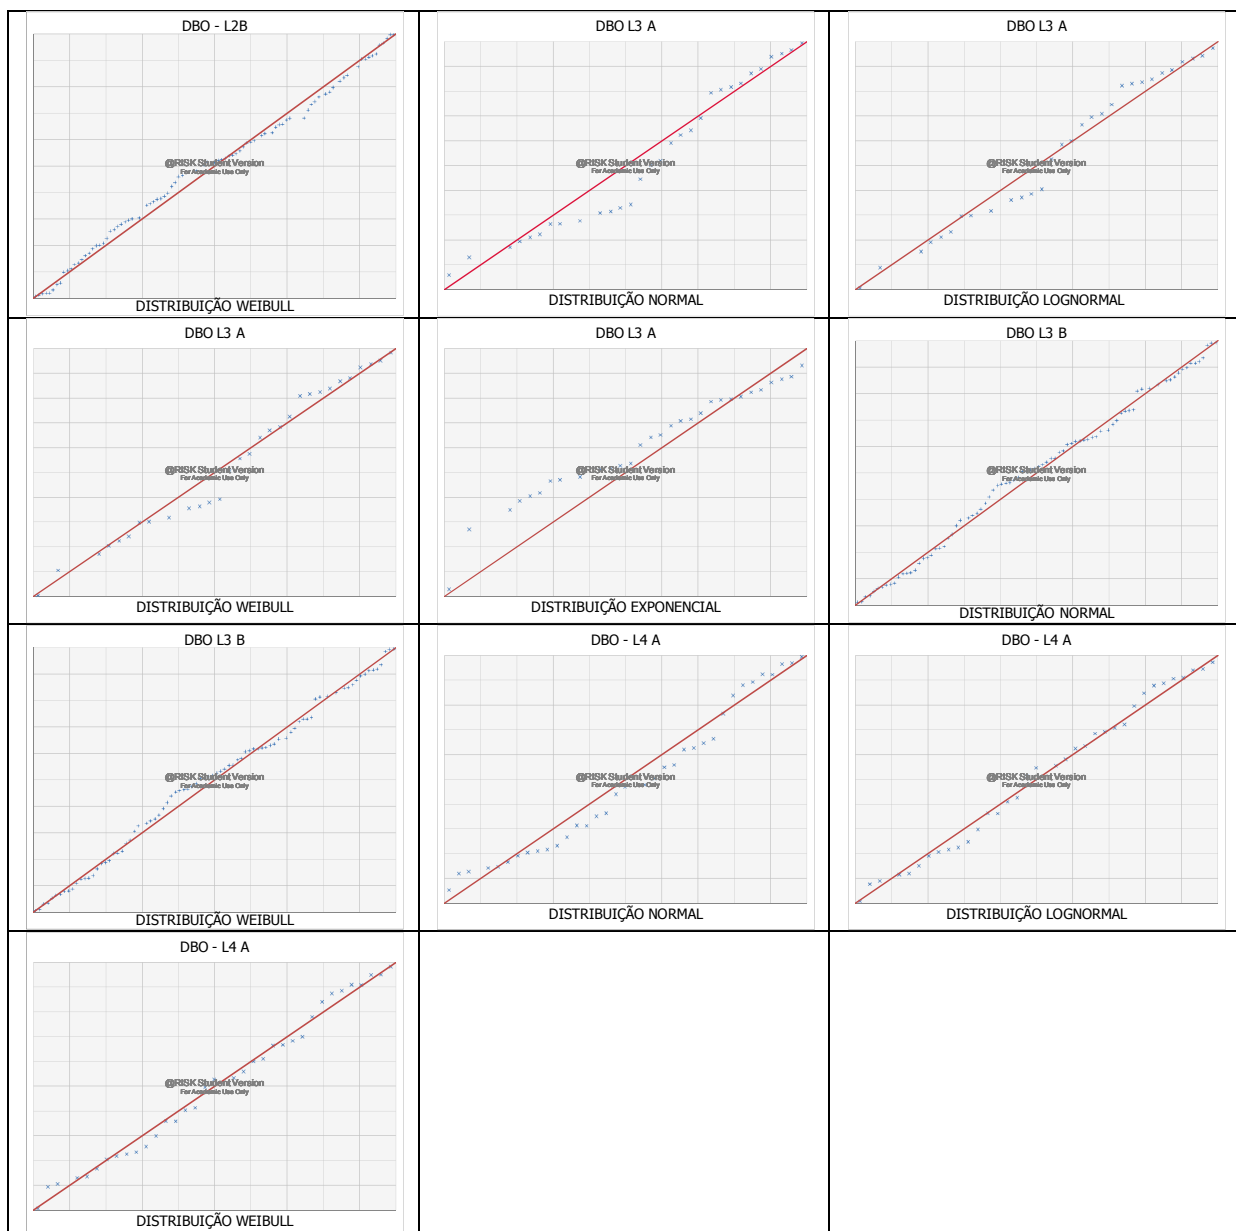 DBO - L2B
@RISK Student Version
For Academic Use Only
DISTRIBUIÇÃO WEIBULL
DBO L3 A
@RISK Student Version
For Academic Use Only
DISTRIBUIÇÃO NORMAL
DBO L3 A
@RISK Student Version
For Academic Use Only
DISTRIBUIÇÃO LOGNORMAL
DBO L3 A
@RISK Student Version
For Academic Use Only
DISTRIBUIÇÃO WEIBULL
DBO L3 A
@RISK Student Version
For Academic Use Only
DISTRIBUIÇÃO EXPONENCIAL
DBO L3 B
@RISK Student Version
For Academic Use Only
DISTRIBUIÇÃO NORMAL
DBO L3 B
@RISK Student Version
For Academic Use Only
DISTRIBUIÇÃO WEIBULL
DBO - L4 A
@RISK Student Version
For Academic Use Only
DISTRIBUIÇÃO NORMAL
DBO - L4 A
@RISK Student Version
For Academic Use Only
DISTRIBUIÇÃO LOGNORMAL
DBO - L4 A
@RISK Student Version
For Academic Use Only
DISTRIBUIÇÃO WEIBULL